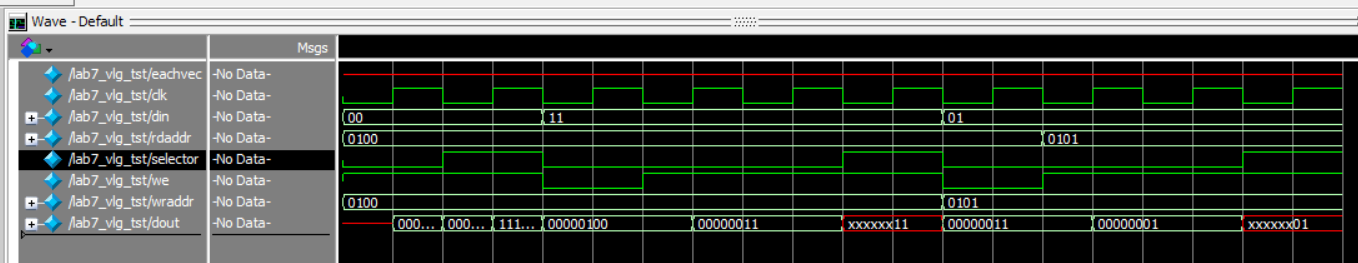 Wave - Default
Msgs
/lab7_vlg_tst/eachvec -No Data-
/lab7_vlg_tst/clk -No Data-
/lab7_vlg_tst/din -No Data- 00 11 01
/lab7_vlg_tst/rdaddr -No Data- 0100 0101
/lab7_vlg_tst/selector -No Data-
/lab7_vlg_tst/we -No Data-
/lab7_vlg_tst/wraddr -No Data- 0100 0101
/lab7_vlg_tst/dout -No Data- 000... 000... 111... 00000100 00000011 xxxxxx11 00000011 00000001 xxxxxx01